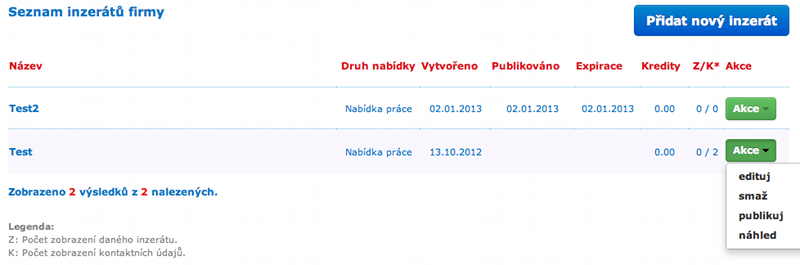 Seznam inzerátů firmy
Přidat nový inzerát
Název Druh nabídky Vytvořeno Publikováno Expirace Kredity Z/K* Akce
Test2 Nabídka práce 02.01.2013 02.01.2013 02.01.2013 0.00 0 / 0 Akce
Test Nabídka práce 13.10.2012 0.00 0 / 2 Akce
edituj
smaž
publikuj
náhled
Zobrazeno 2 výsledků z 2 nalezených.
Legenda:
Z: Počet zobrazení daného inzerátu.
K: Počet zobrazení kontaktních údajů.